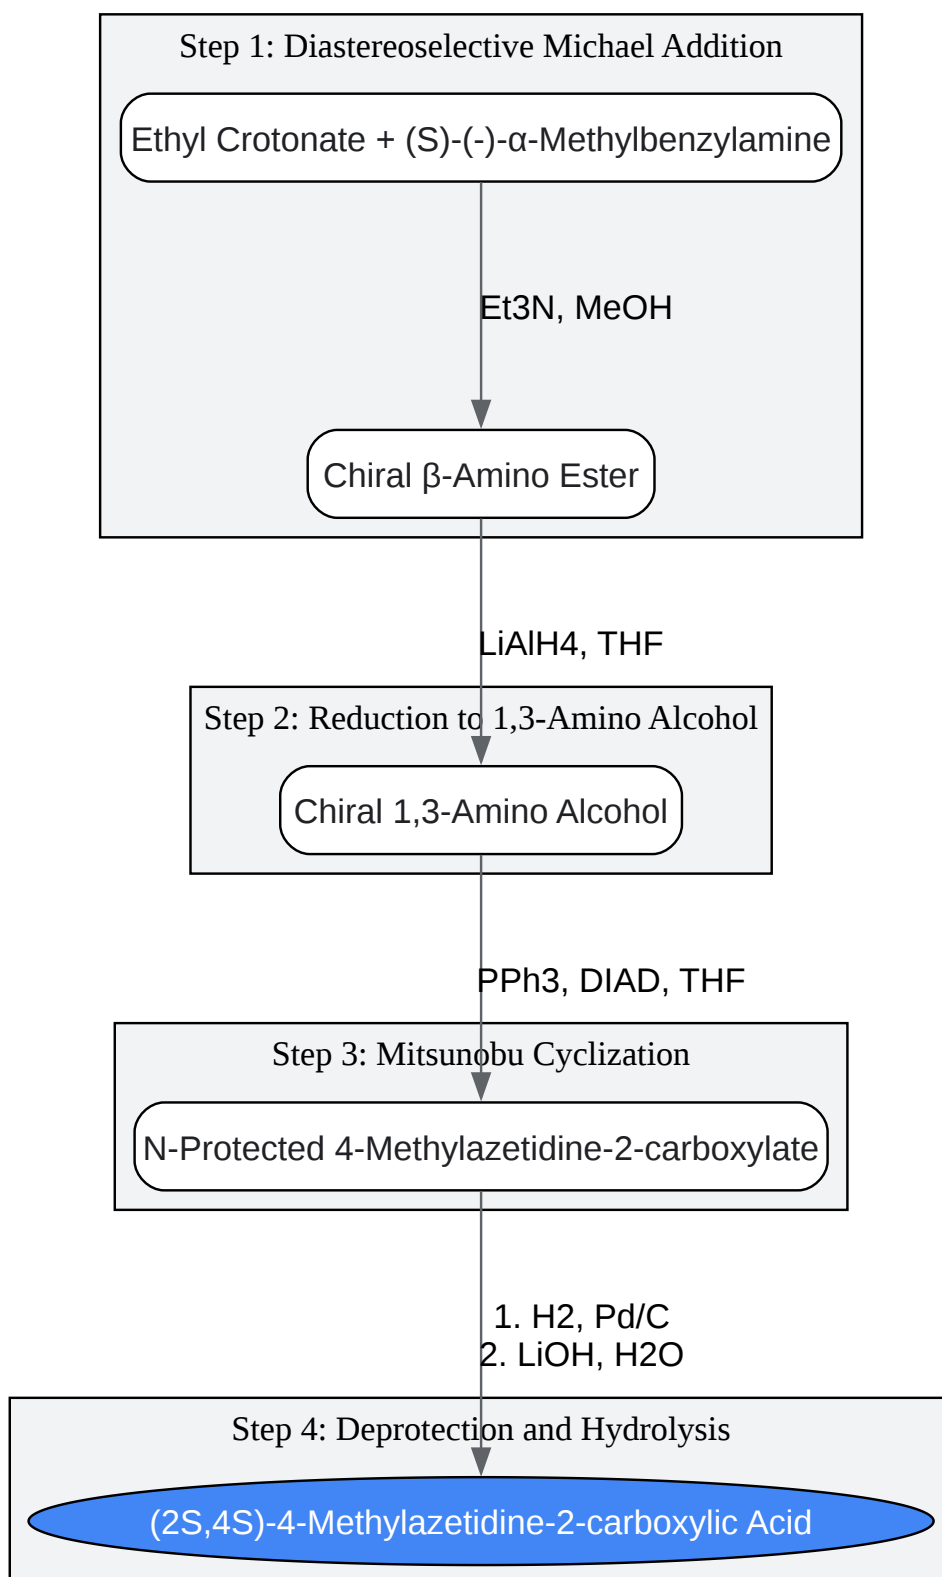 Step 1: Diastereoselective Michael Addition
Ethyl Crotonate + (S)-(-)-α-Methylbenzylamine
Et3N, MeOH
Chiral β-Amino Ester
LiAlH4, THF
Step 2: Reduction to 1,3-Amino Alcohol
Chiral 1,3-Amino Alcohol
PPh3, DIAD, THF
Step 3: Mitsunobu Cyclization
N-Protected 4-Methylazetidine-2-carboxylate
1. H2, Pd/C
2. LiOH, H2O
Step 4: Deprotection and Hydrolysis
(2S,4S)-4-Methylazetidine-2-carboxylic Acid